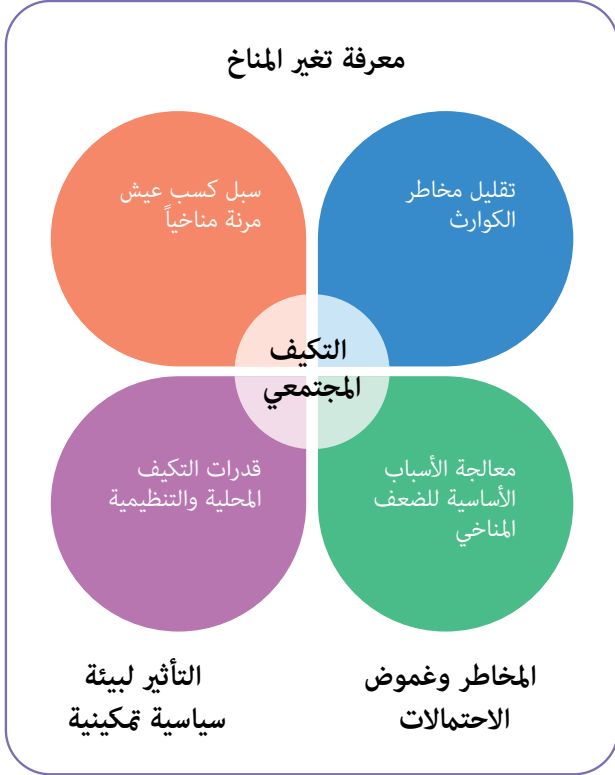 معرفة تغير المناخ
تقليل مخاطر
الكوارث
سبل كسب عيش
مرنة مناخياً
التكيف
المجتمعي
معالجة الأسباب
الأساسية للضعف
المناخي
قدرات التكيف
المحلية والتنظيمية
المخاطر وغموض
الاحتمالات
التأثير لبيئة
سياسية تمكينية